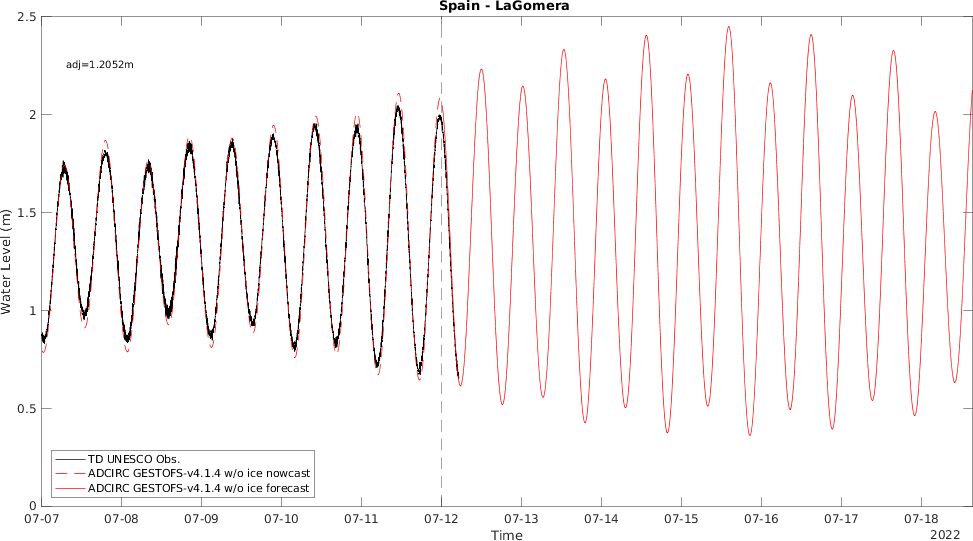 Spain - LaGomera
2.5
adj=1.2052m
2
1.5
1
0.5
0
Water Level (m)
TD UNESCO Obs.
ADCIRC GESTOFS-v4.1.4 w/o ice nowcast
ADCIRC GESTOFS-v4.1.4 w/o ice forecast
07-07 07-08 07-09 07-10 07-11 07-12 07-13 07-14 07-15 07-16 07-17 07-18
Time
2022